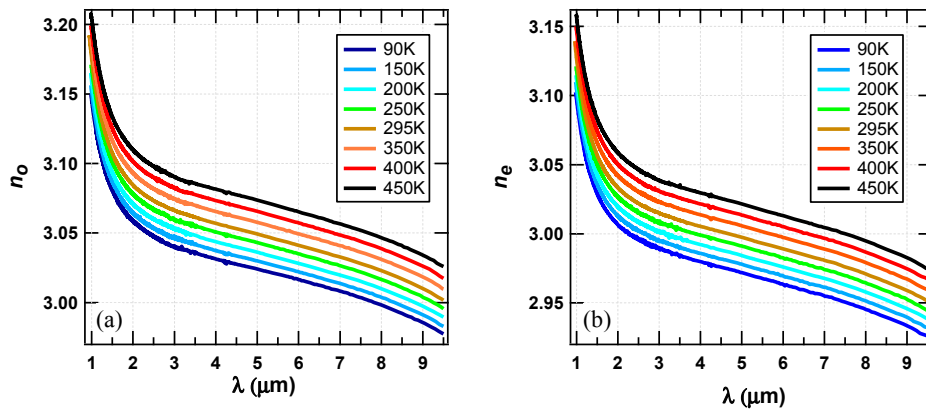 3.20
3.15
3.10
3.05
3.00
n_o
(a)
1 2 3 4 5 6 7 8 9
λ (μm)
90K
150K
200K
250K
295K
350K
400K
450K
3.15
3.10
3.05
3.00
2.95
n_e
(b)
1 2 3 4 5 6 7 8 9
λ (μm)
90K
150K
200K
250K
295K
350K
400K
450K